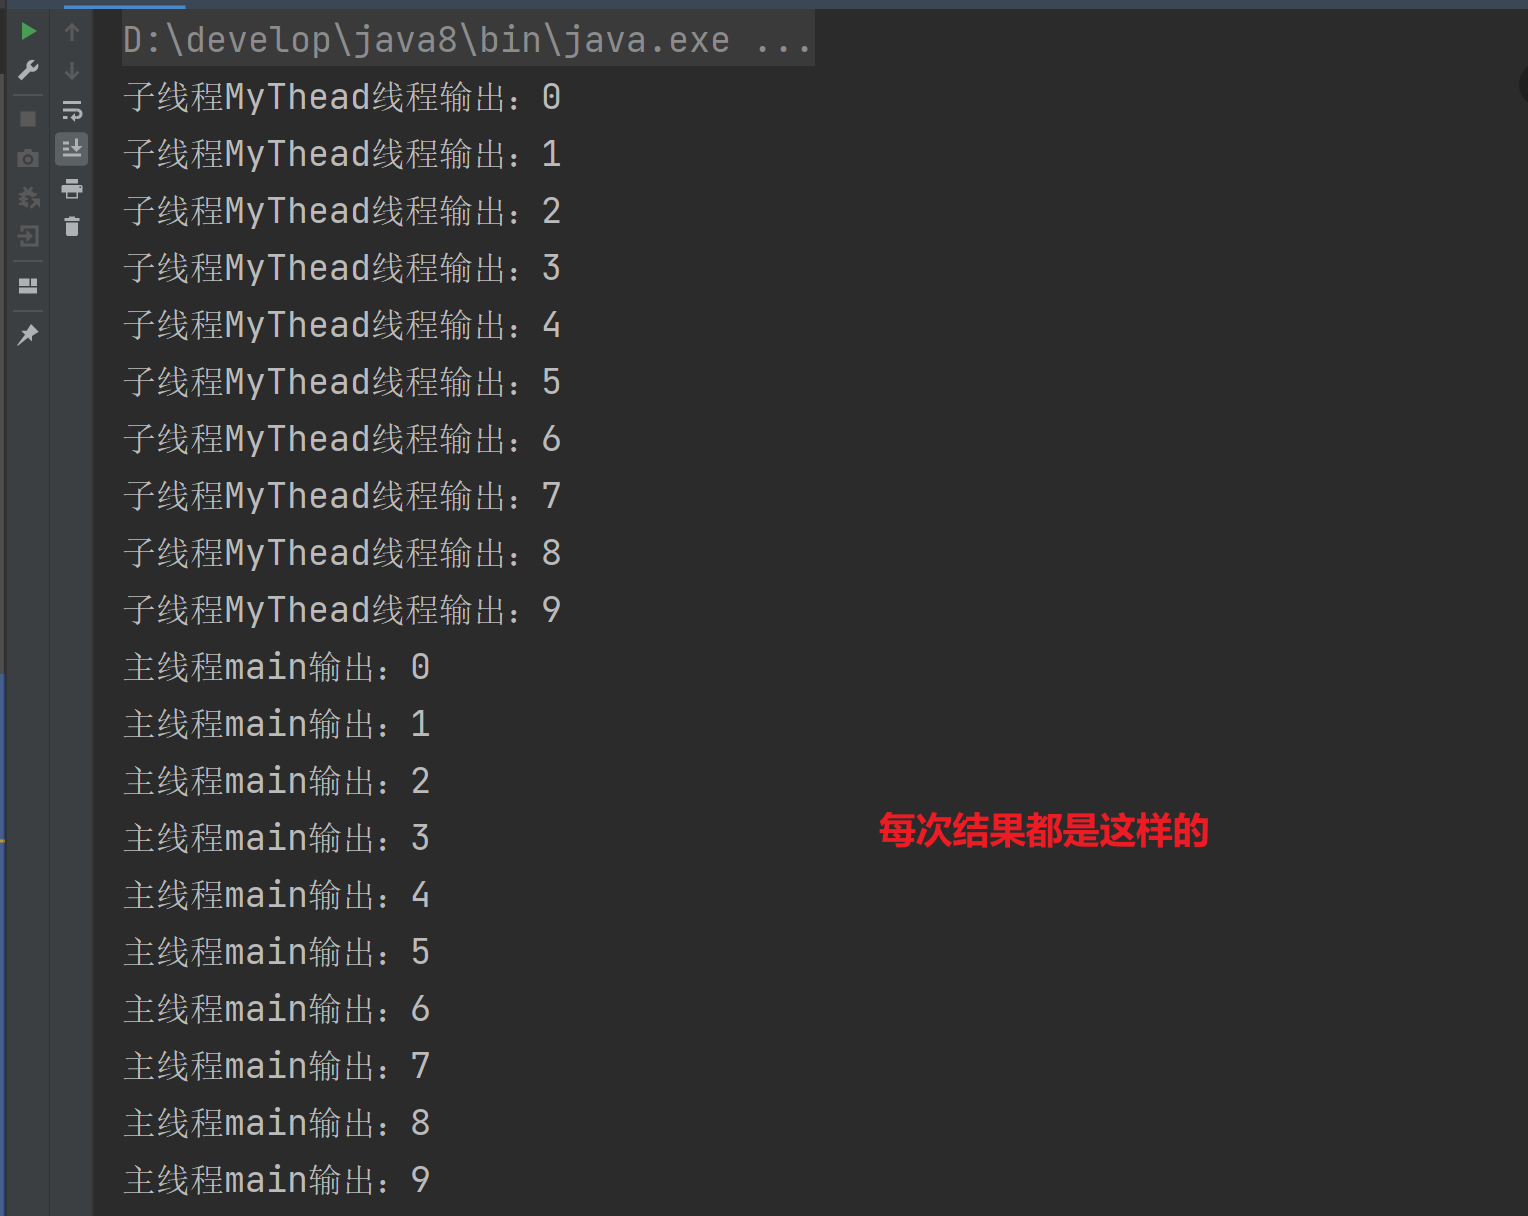 D:\develop\java8\bin\java.exe ...
子线程MyThead线程输出：0
子线程MyThead线程输出：1
子线程MyThead线程输出：2
子线程MyThead线程输出：3
子线程MyThead线程输出：4
子线程MyThead线程输出：5
子线程MyThead线程输出：6
子线程MyThead线程输出：7
子线程MyThead线程输出：8
子线程MyThead线程输出：9
主线程main输出：0
主线程main输出：1
主线程main输出：2
主线程main输出：3
每次结果都是这样的
主线程main输出：4
主线程main输出：5
主线程main输出：6
主线程main输出：7
主线程main输出：8
主线程main输出：9